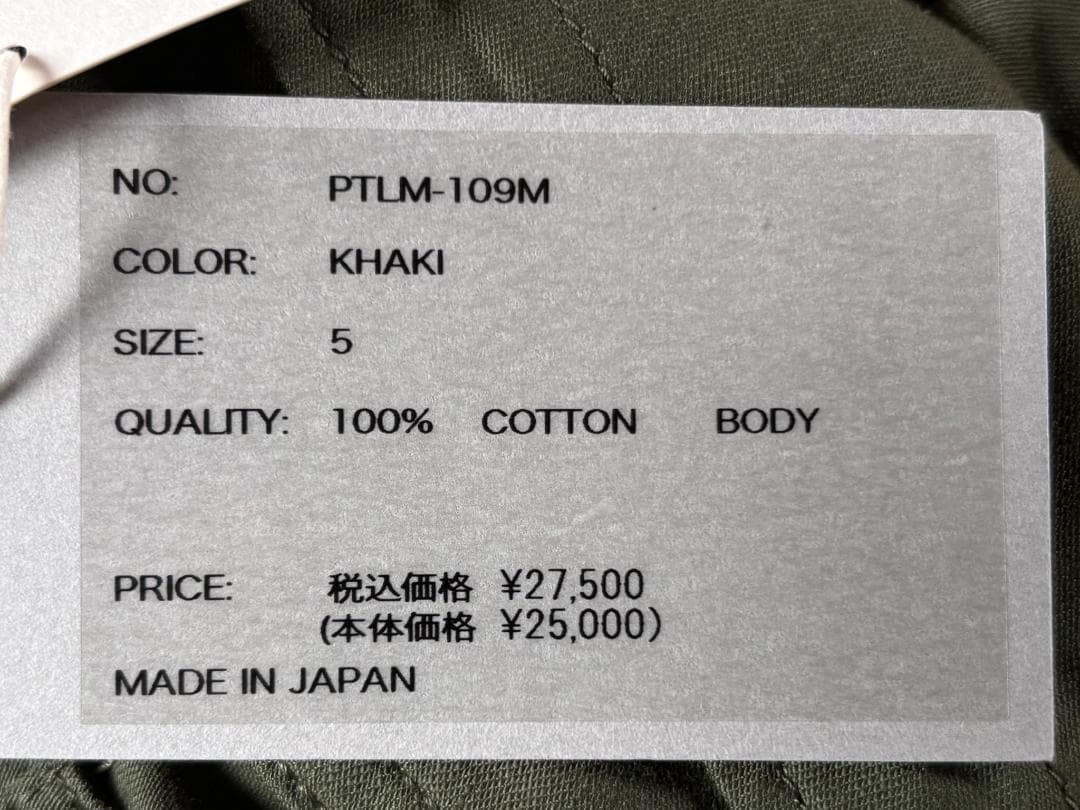 NO: PTLM-109M
COLOR: KHAKI
SIZE: 5
QUALITY: 100% COTTON BODY
PRICE: 税込価格 ¥27,500
(本体価格 ¥25,000)
MADE IN JAPAN